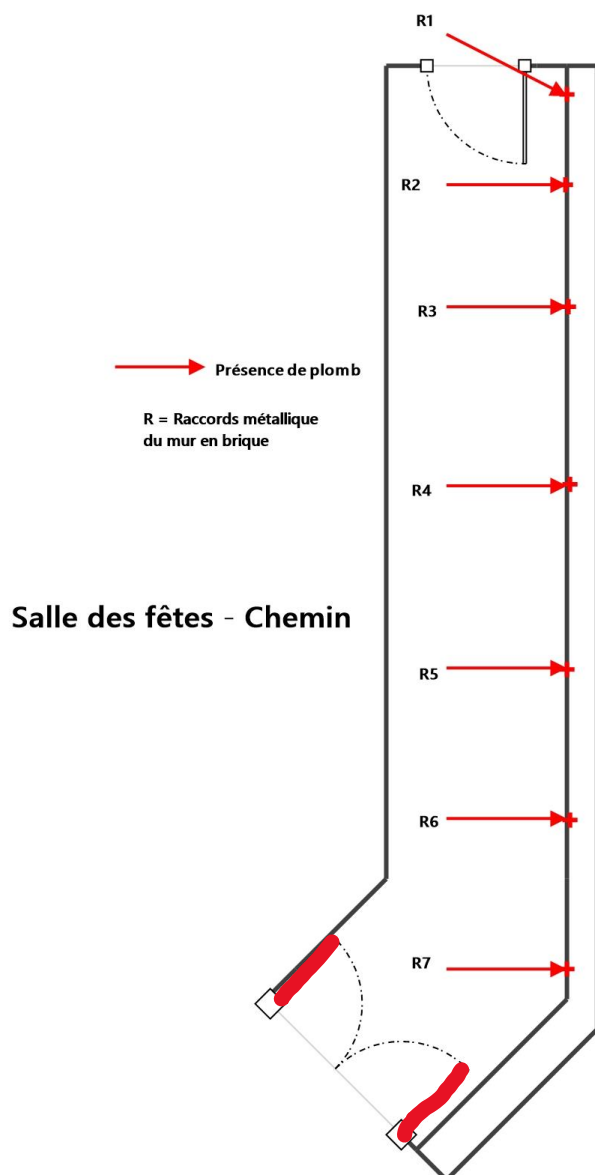 R1
R2
R3
Présence de plomb
R = Raccords métallique
du mur en brique
R4
Salle des fêtes - Chemin
R5
R6
R7